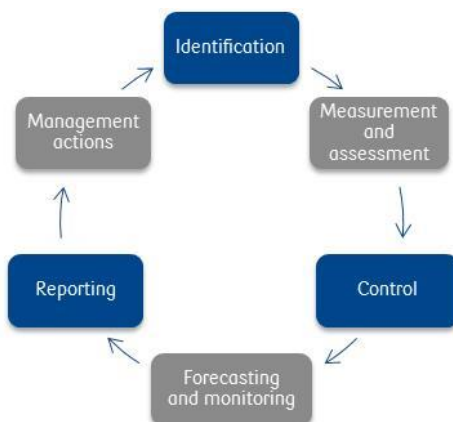 Identification
Measurement
and
assessment
Control
Forecasting
and monitoring
Reporting
Management
actions